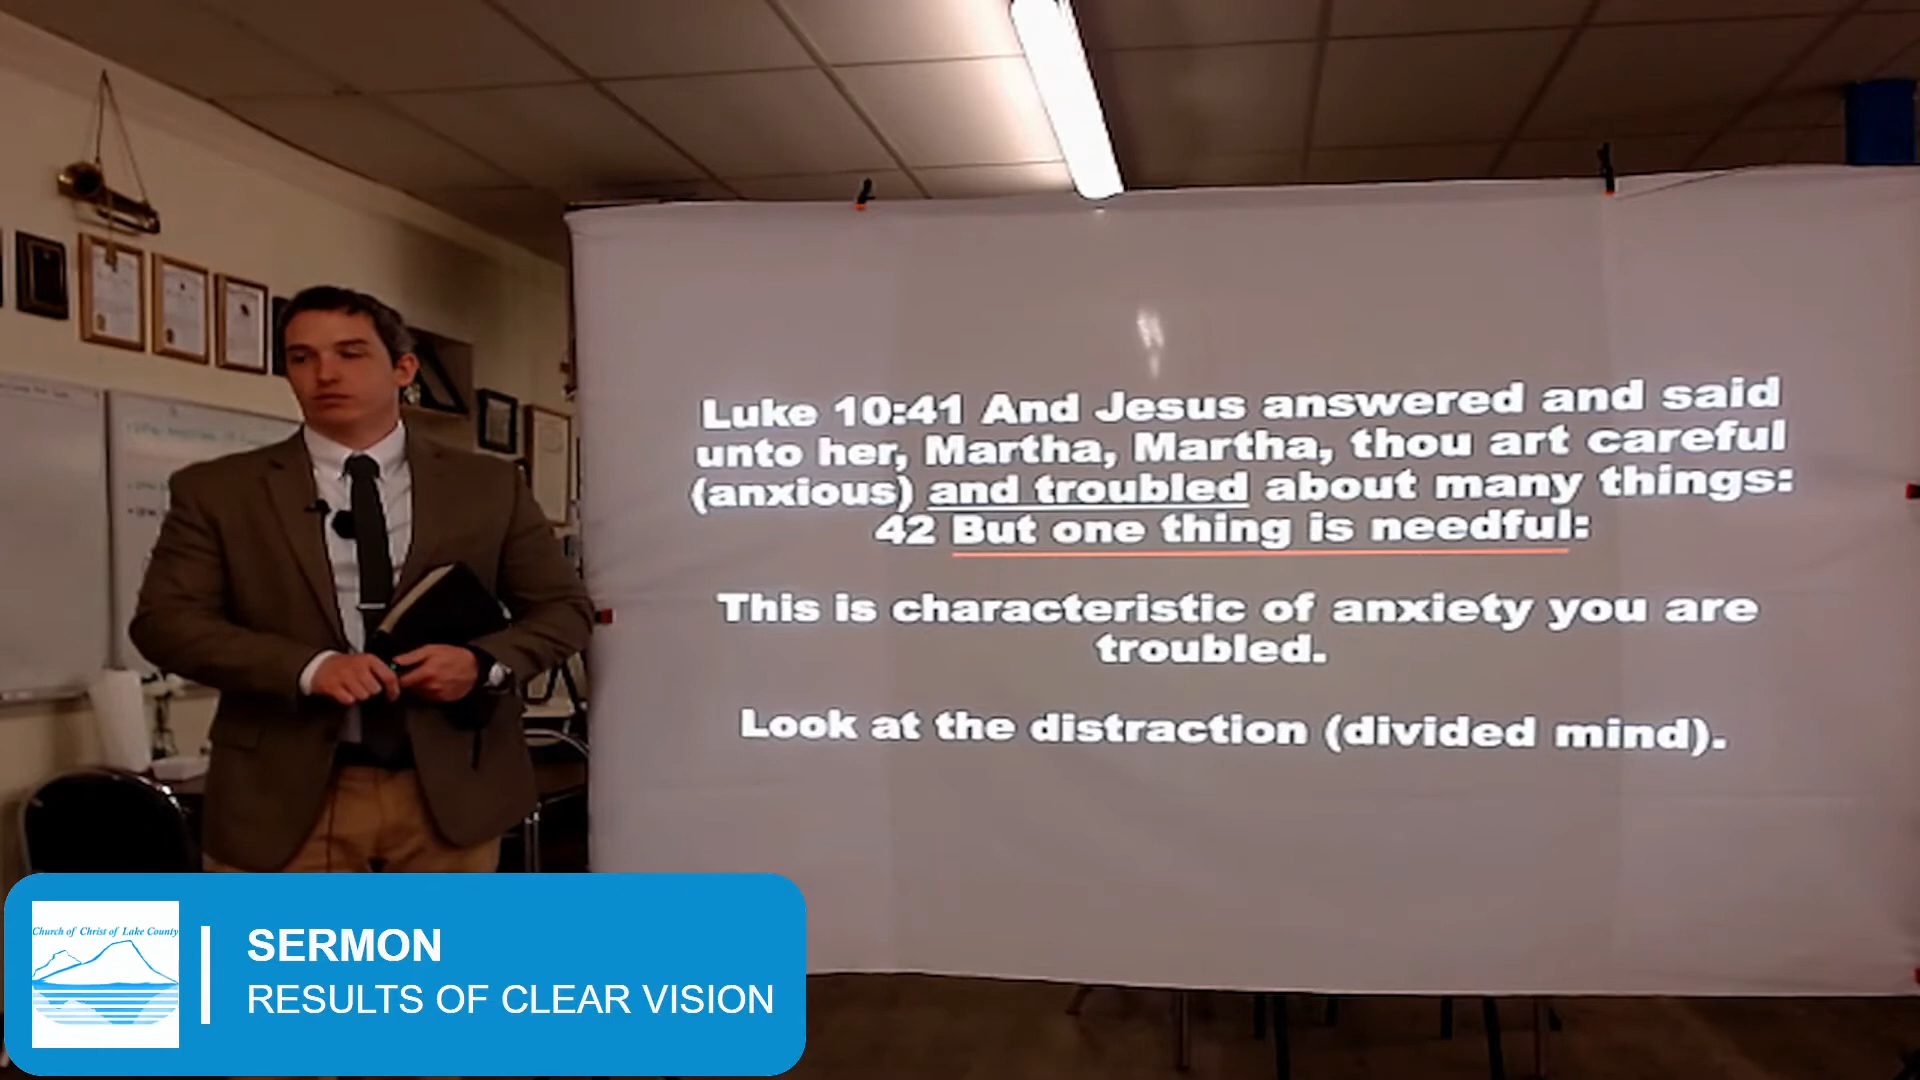 Luke 10:41 And Jesus answered and said
unto her, Martha, Martha, thou art careful
(anxious) and troubled about many things:
42 But one thing is needful:
This is characteristic of anxiety you are
troubled.
Look at the distraction (divided mind).
Church of Christ of Lake County
SERMON
RESULTS OF CLEAR VISION